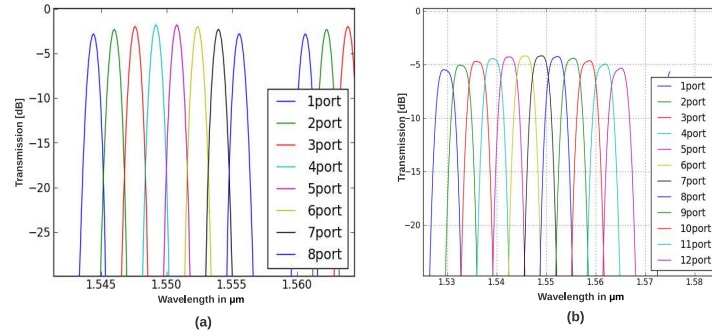 0
−5
−10
−15
−20
−25
Transmission [dB]
1port
2port
3port
4port
5port
6port
7port
8port
1.545
1.550
1.555
1.560
Wavelength in µm
(a)
0
−5
−10
−15
−20
Transmission [dB]
1port
2port
3port
4port
5port
6port
7port
8port
9port
10port
11port
12port
1.53
1.54
1.55
1.56
1.575
1.58
Wavelength in µm
(b)